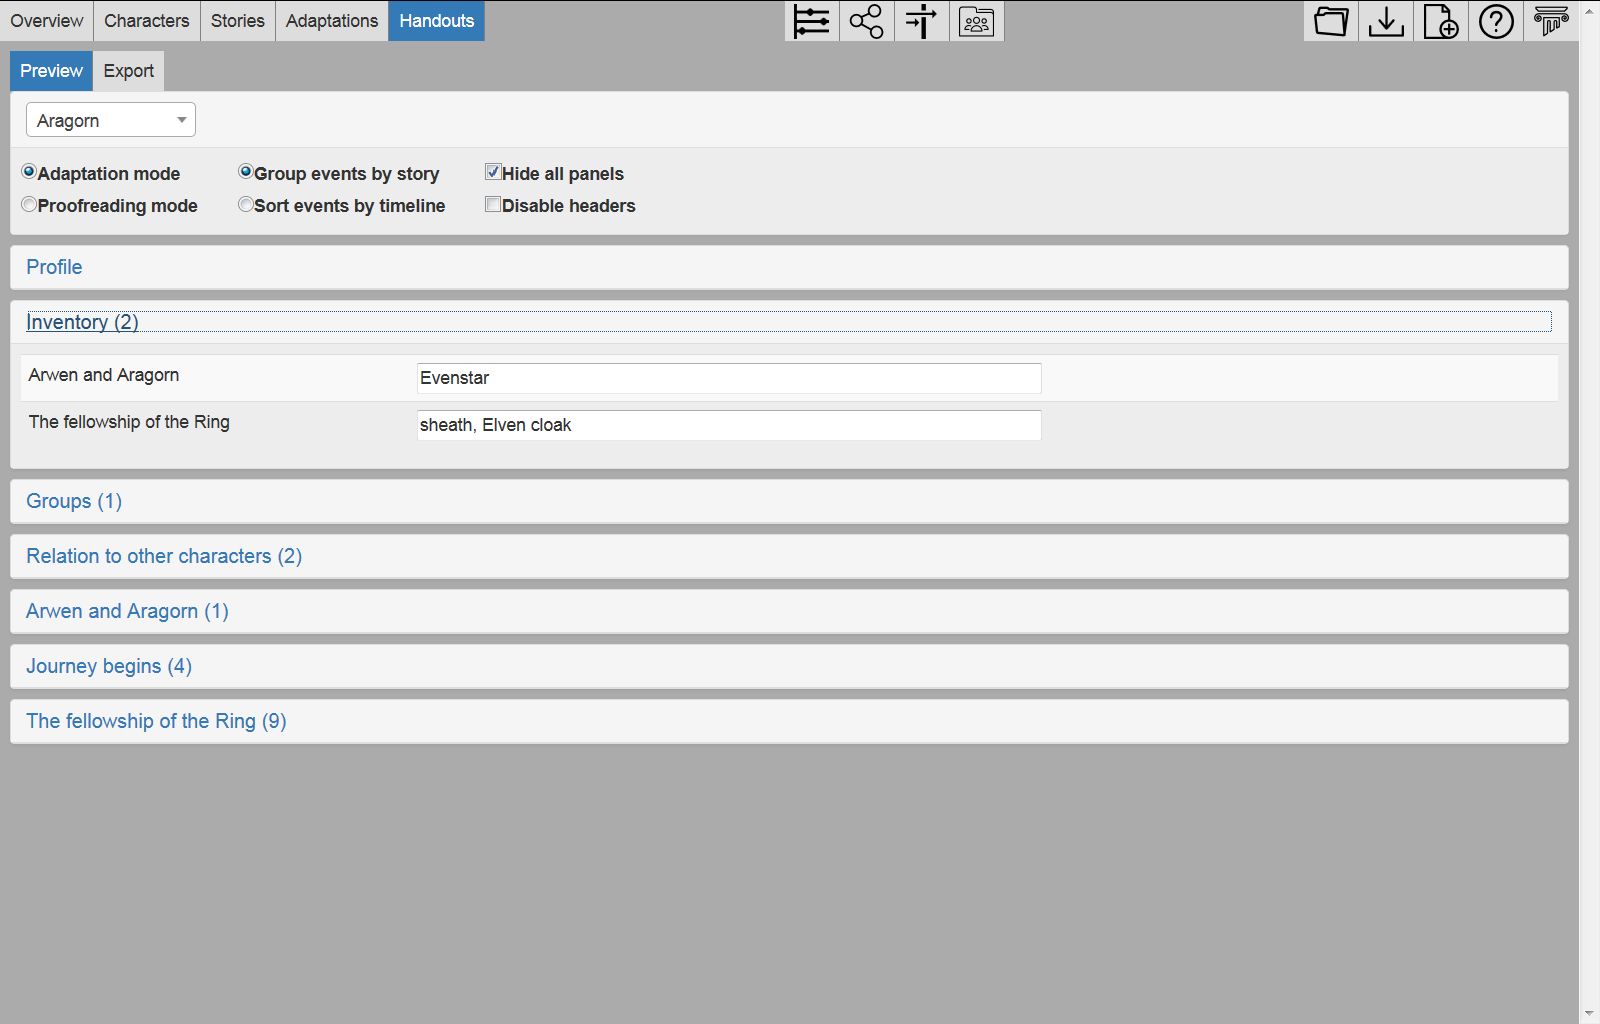 Overview Characters Stories Adaptations Handouts
Preview Export
Aragorn
Adaptation mode Group events by story Hide all panels
Proofreading mode Sort events by timeline Disable headers
Profile
Inventory (2)
Arwen and Aragorn Evenstar
The fellowship of the Ring sheath, Elven cloak
Groups (1)
Relation to other characters (2)
Arwen and Aragorn (1)
Journey begins (4)
The fellowship of the Ring (9)